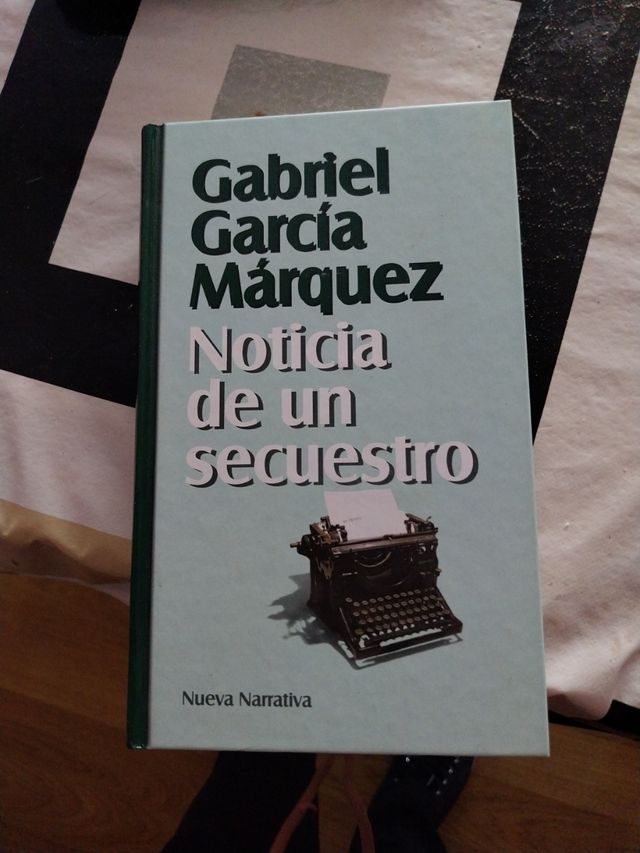 Gabriel
García
Márquez
Noticia
de un
secuestro
Nueva Narrativa